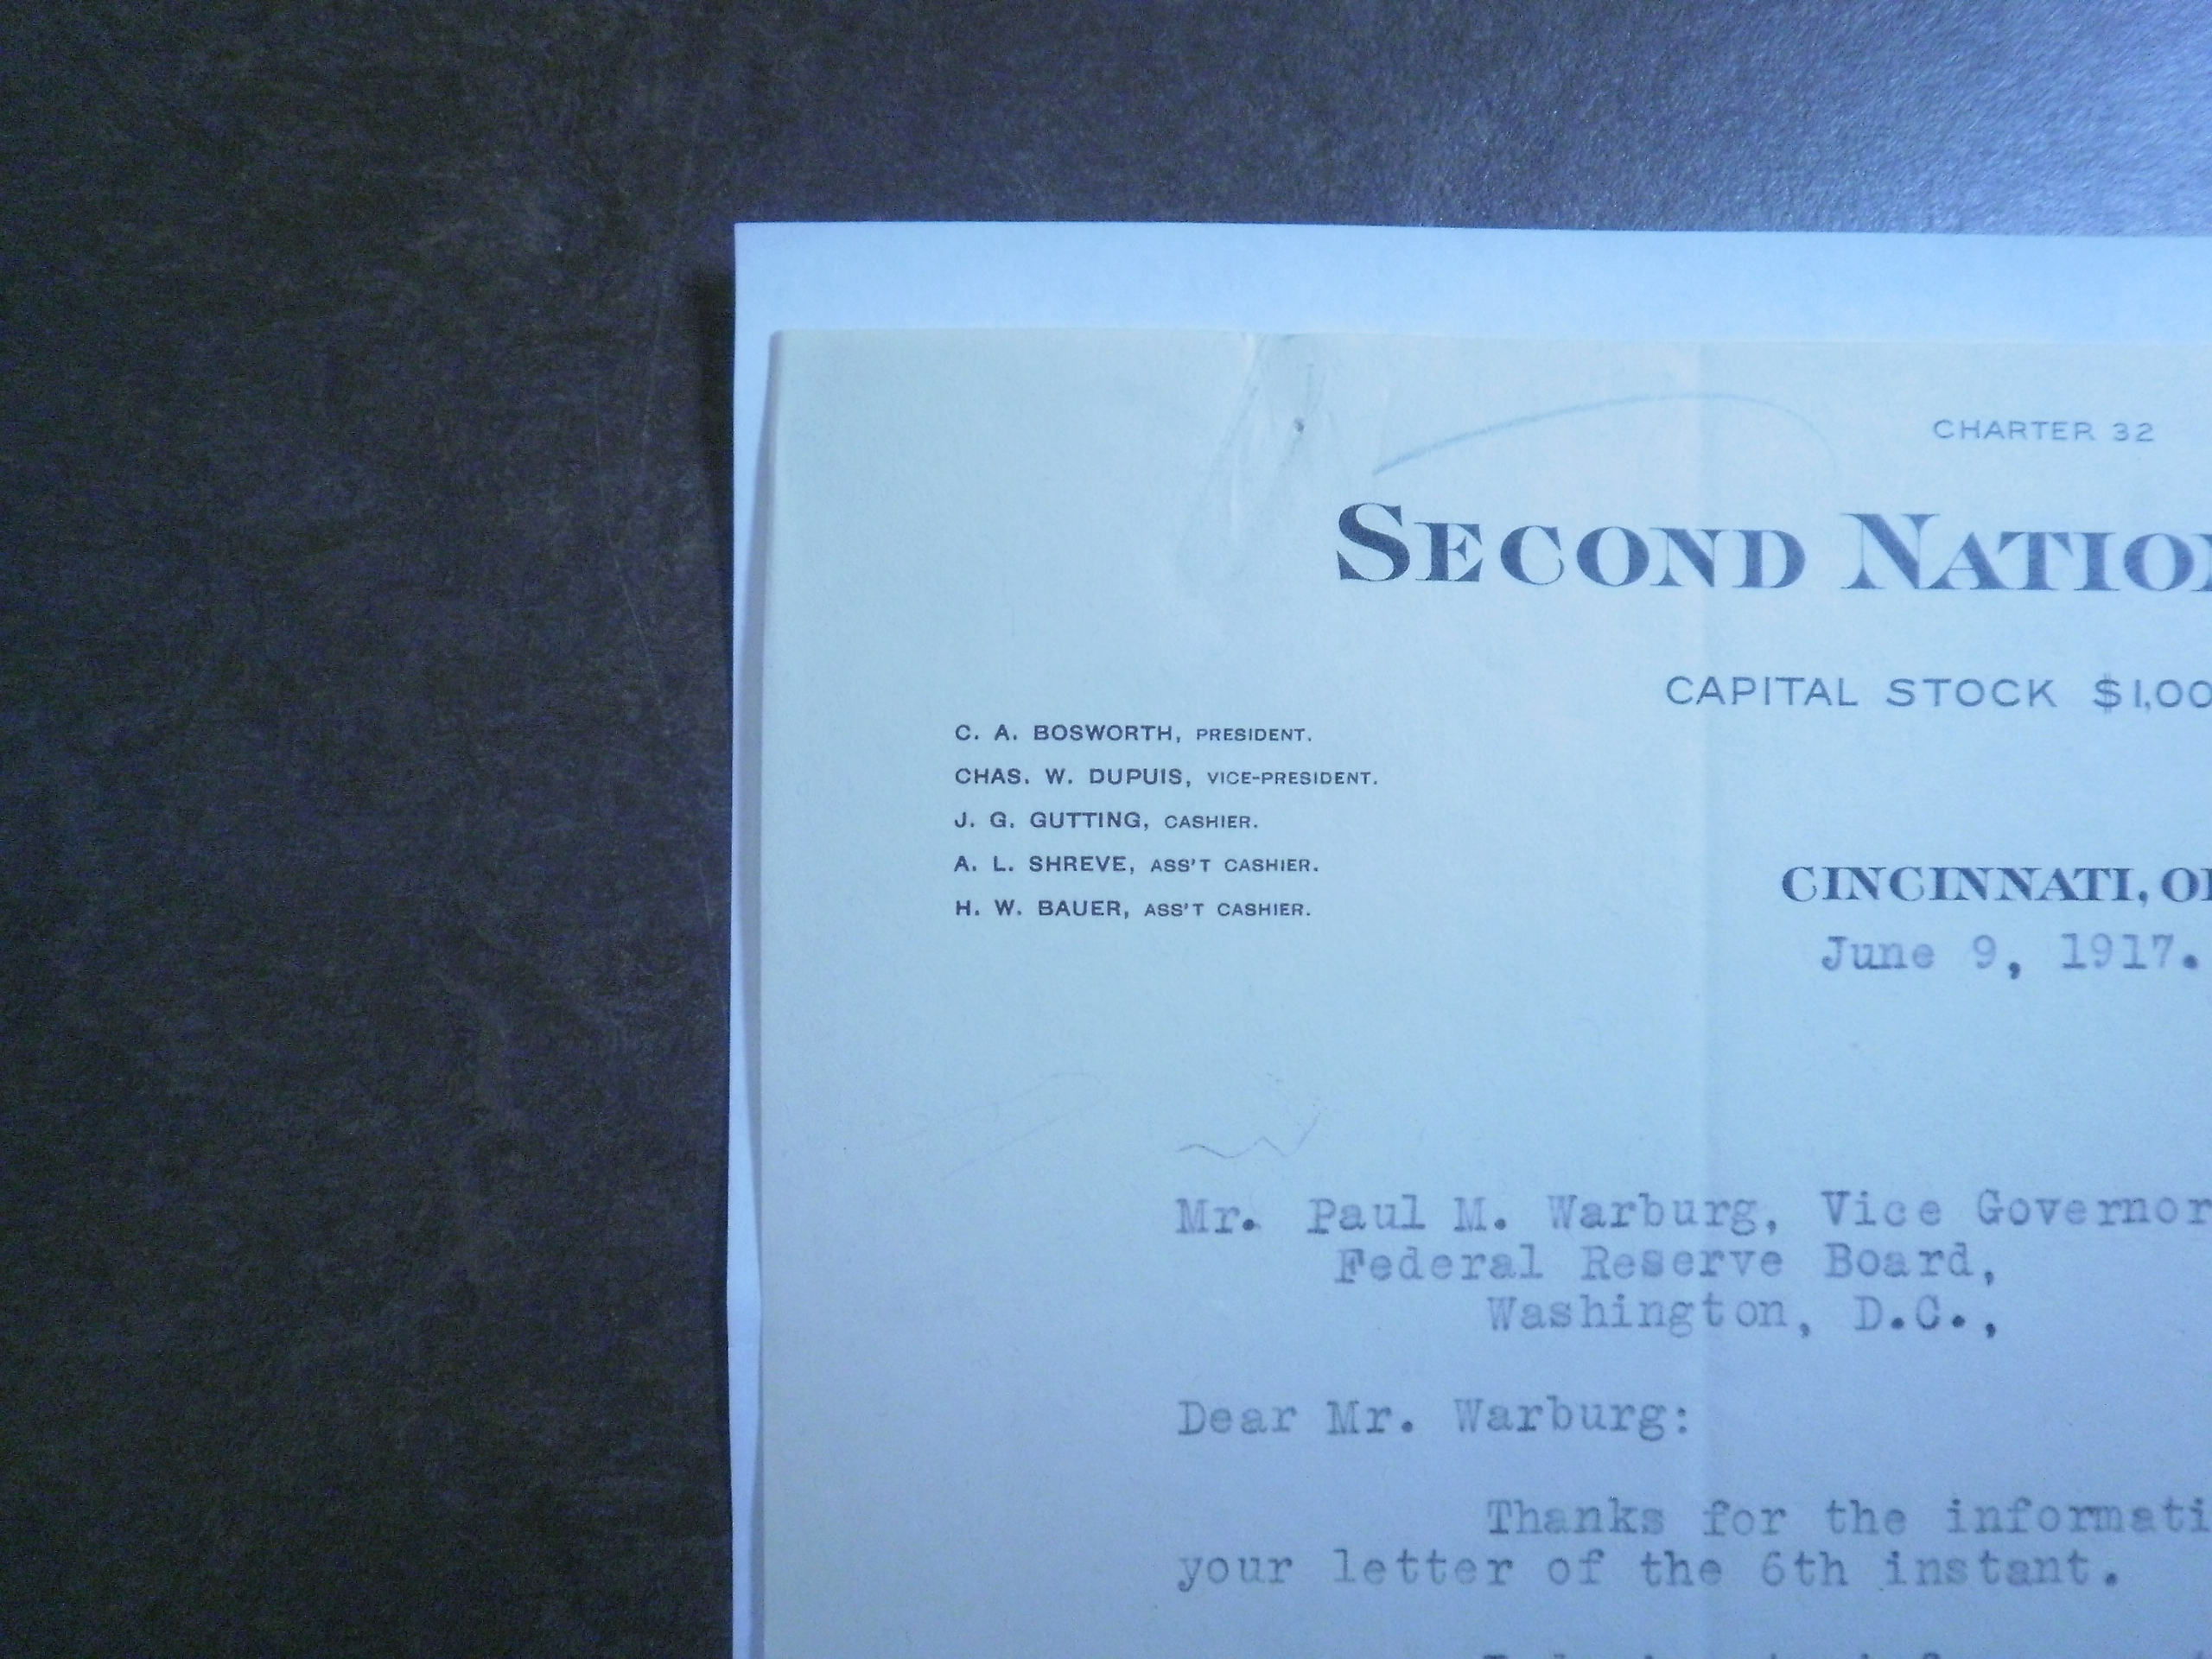 CHARTER 32
SECOND NATION
CAPITAL STOCK $1,00
C. A. BOSWORTH, PRESIDENT.
CHAS. W. DUPUIS, VICE-PRESIDENT.
J. G. GUTTING, CASHIER.
A. L. SHREVE, ASS'T CASHIER.
H. W. BAUER, ASS'T CASHIER.
CINCINNATI, O
June 9, 1917.
Mr. Paul M. Warburg, Vice Governor
Federal Reserve Board,
Washington, D.C.,
Dear Mr. Warburg:
Thanks for the informati
your letter of the 6th instant.